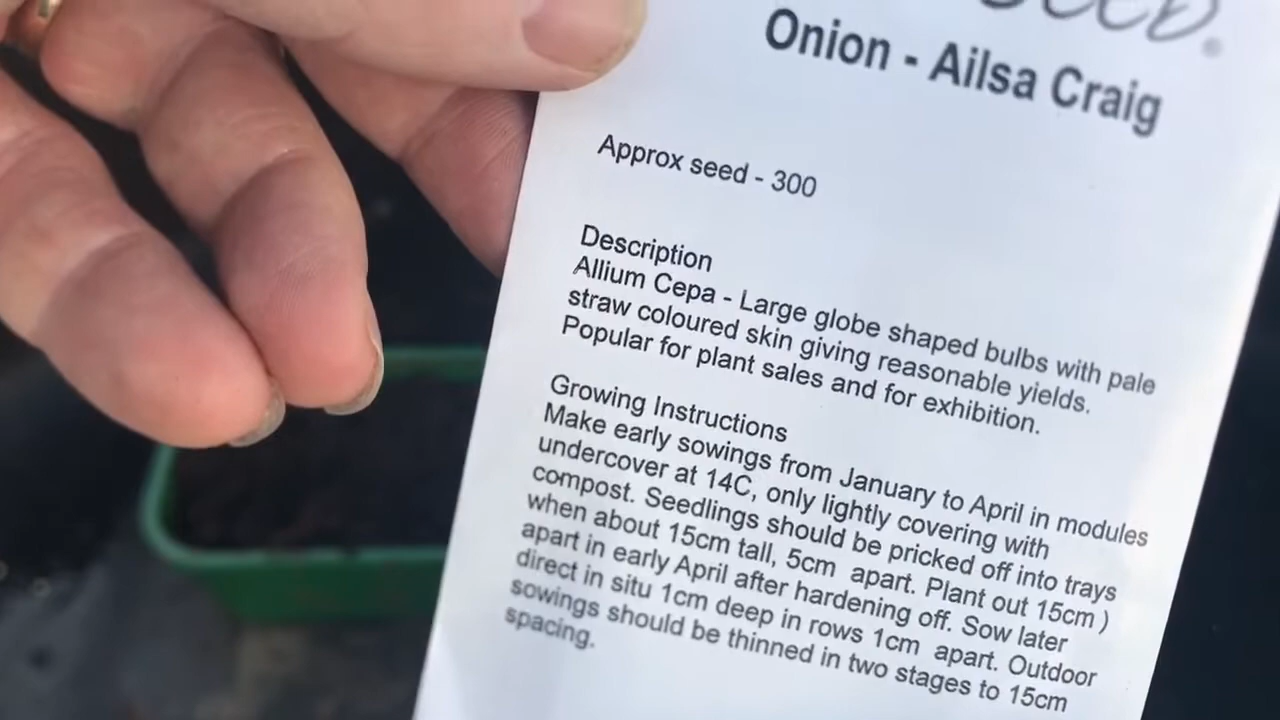 SEED®
Onion - Ailsa Craig
Approx seed - 300
Description
Allium Cepa - Large globe shaped bulbs with pale
straw coloured skin giving reasonable yields.
Popular for plant sales and for exhibition.
Growing Instructions
Make early sowings from January to April in modules
undercover at 14C, only lightly covering with
compost. Seedlings should be pricked off into trays
when about 15cm tall, 5cm apart. Plant out 15cm )
apart in early April after hardening off. Sow later
direct in situ 1cm deep in rows 1cm apart. Outdoor
sowings should be thinned in two stages to 15cm
spacing.